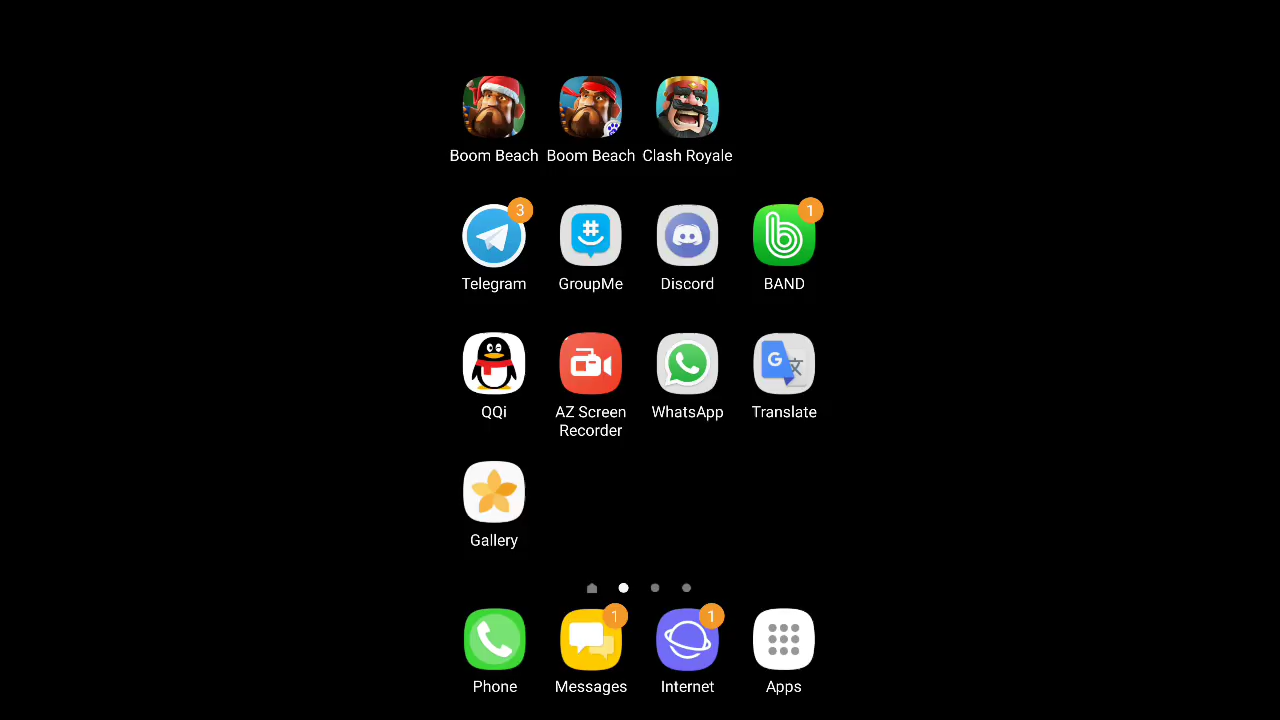 Boom Beach Boom Beach Clash Royale
3
1
Telegram GroupMe Discord BAND
QQi AZ Screen Recorder WhatsApp Translate
Gallery
1
1
Phone Messages Internet Apps